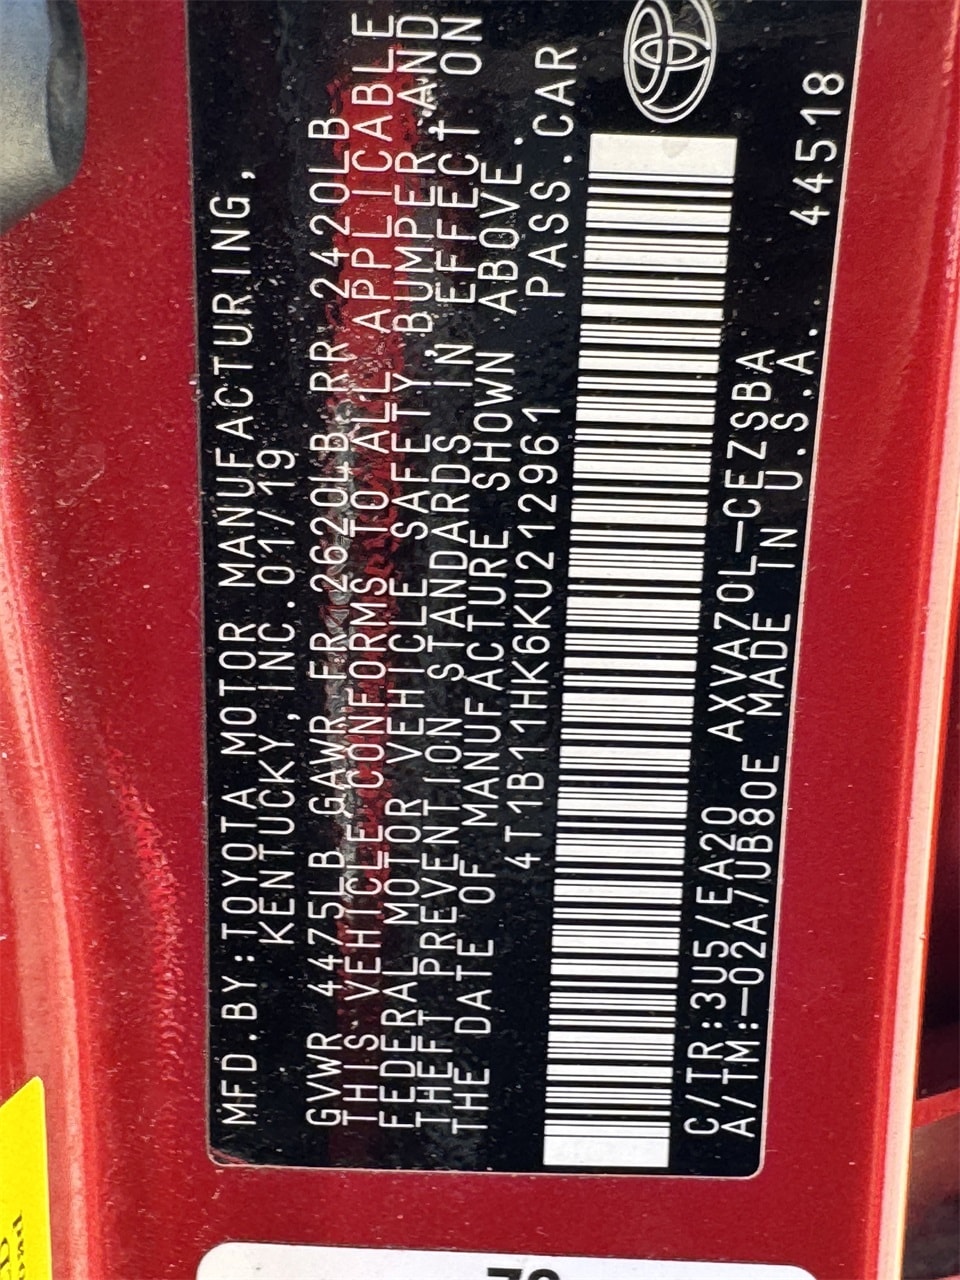 MFD.BY:TOYOTA MOTOR MANUFACTURING,
KENTUCKY,INC.01/19
GVWR 4475LB GAWR FR 2620LB RR 2420LB
THIS VEHICLE CONFORMS TO ALL APPLICABLE
FEDERAL MOTOR VEHICLE SAFETY,BUMPER,AND
THEFT PREVENTION STANDARDS IN EFFECT ON
THE DATE OF MANUFACTURE SHOWN ABOVE.
4T1B11HK6KU212961 PASS.CAR
C/TR:3U5/EA20 AXVA70L-CEZSBA 44518
A/TM:-02A/UB80E MADE IN U.S.A.